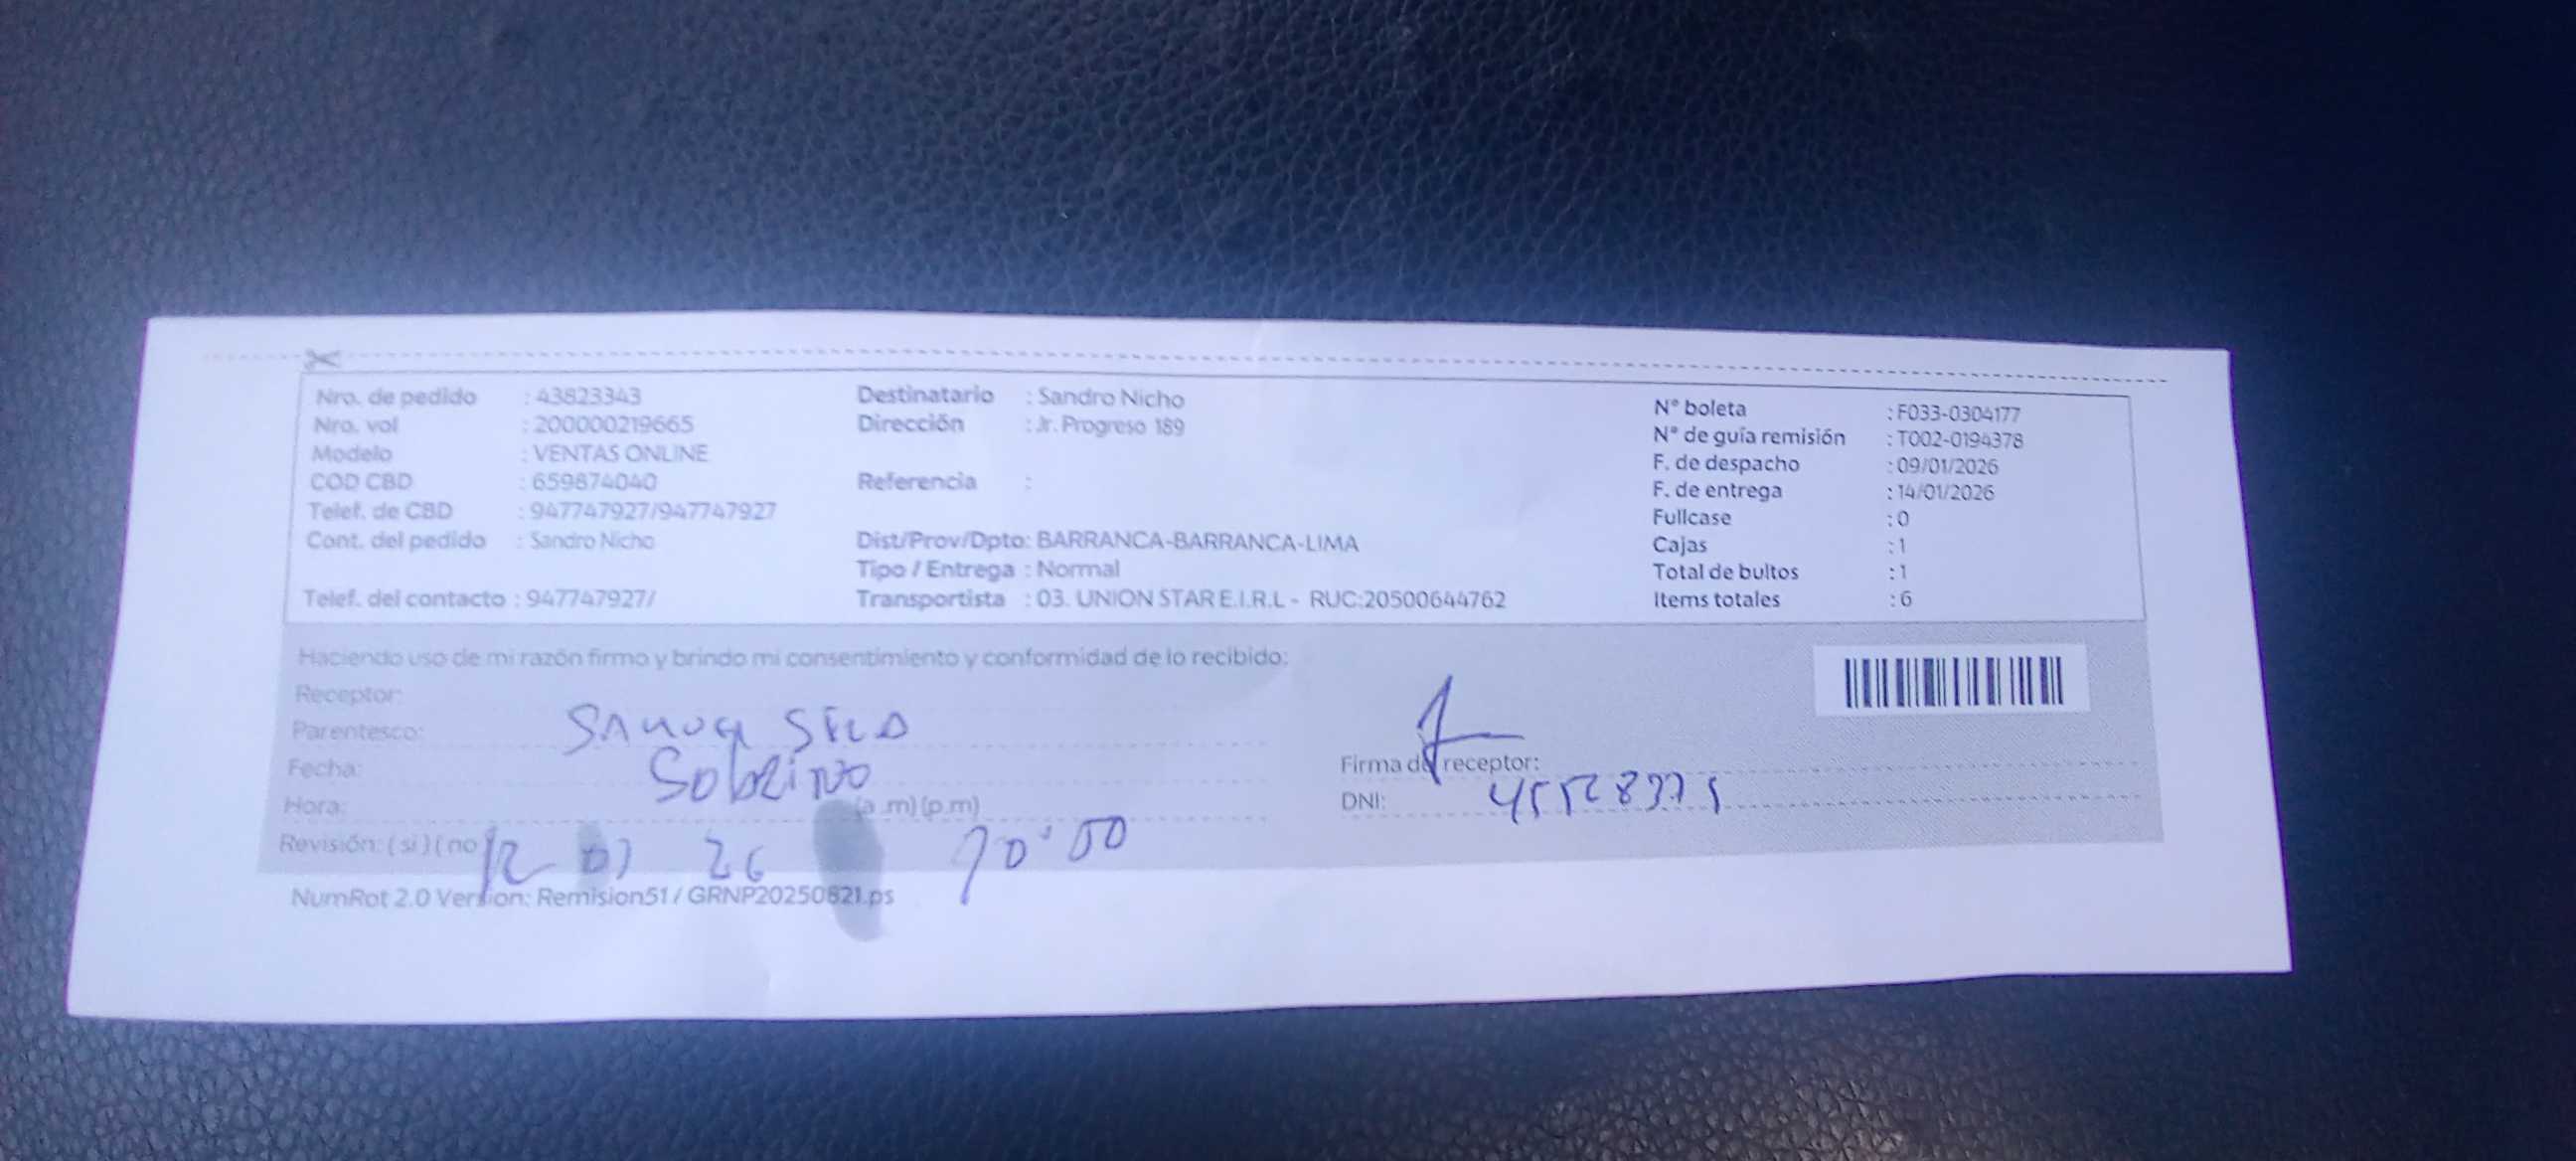 Nro. de pedido : 43823343
Nro. vol : 200000219665
Modelo : VENTAS ONLINE
COD CBD : 659874040
Telef. de CBD : 947747927/947747927
Cont. del pedido : Sandro Nicho
Telef. del contacto : 947747927/
Destinatario : Sandro Nicho
Dirección : Jr. Progreso 189
Referencia :
Dist/Prov/Dpto: BARRANCA-BARRANCA-LIMA
Tipo / Entrega : Normal
Transportista : 03. UNION STAR E.I.R.L - RUC:20500644762
N° boleta : F033-0304177
N° de guía remisión : T002-0194378
F. de despacho : 09/01/2026
F. de entrega : 14/01/2026
Fullcase : 0
Cajas : 1
Total de bultos : 1
Items totales : 6
Haciendo uso de mi razón firmo y brindo mi consentimiento y conformidad de lo recibido:
Receptor:
Parentesco:
Fecha: Sobrino
Hora: (a.m) (p.m)
Revisión: ( si ) ( no 12 01 26 10:00
Firma de receptor:
DNI:
NumRot 2.0 Version: Remision51 / GRNP20250821.ps